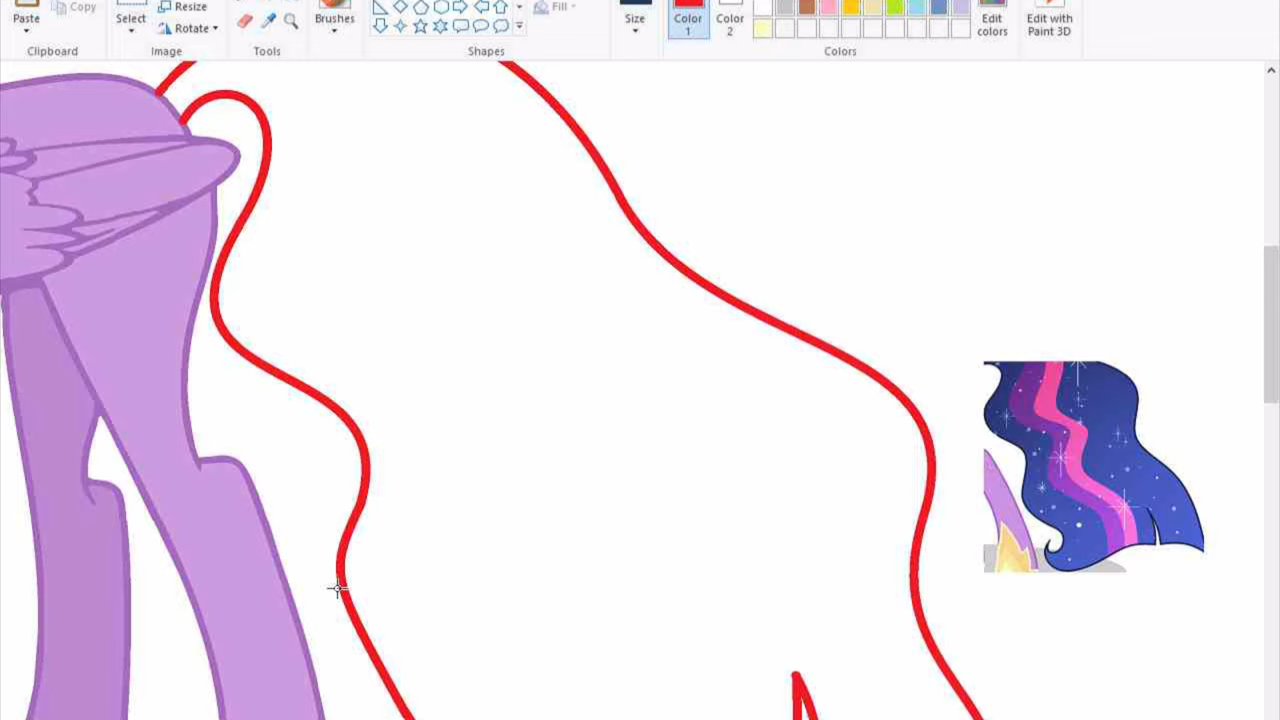 Paste
Copy
Select
Resize
Rotate
Brushes
Fill
Size
Color
1
Color
2
Edit
colors
Edit with
Paint 3D
Clipboard
Image
Tools
Shapes
Colors